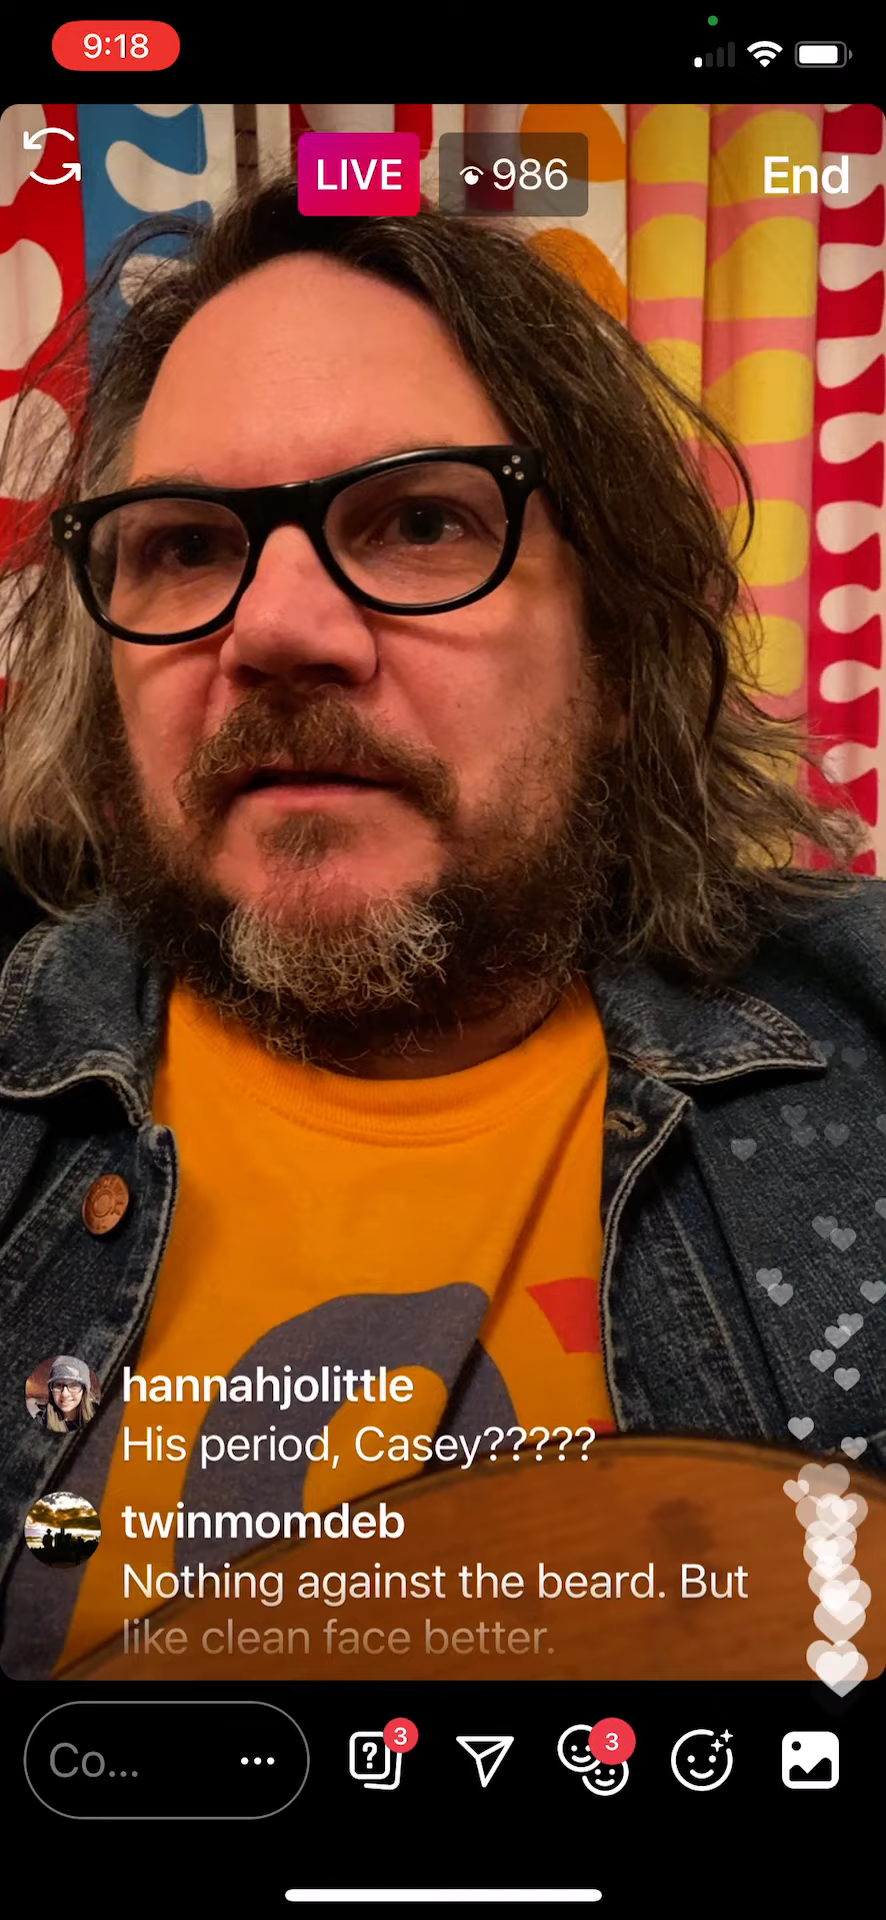 9:18
LIVE
986
End
hannahjolittle
His period, Casey?????
twinmomdeb
Nothing against the beard. But
like clean face better.
Co...
3
3